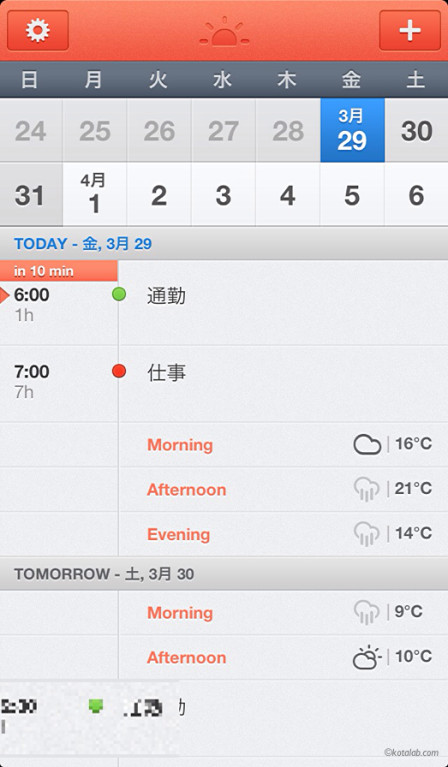 日 月 火 水 木 金 土
24 25 26 27 28 3月 29 30
31 4月 1 2 3 4 5 6
TODAY - 金, 3月 29
in 10 min
6:00 通勤
1h
7:00 仕事
7h
Morning 16°C
Afternoon 21°C
Evening 14°C
TOMORROW - 土, 3月 30
Morning 9°C
Afternoon 10°C
©kotalab.com